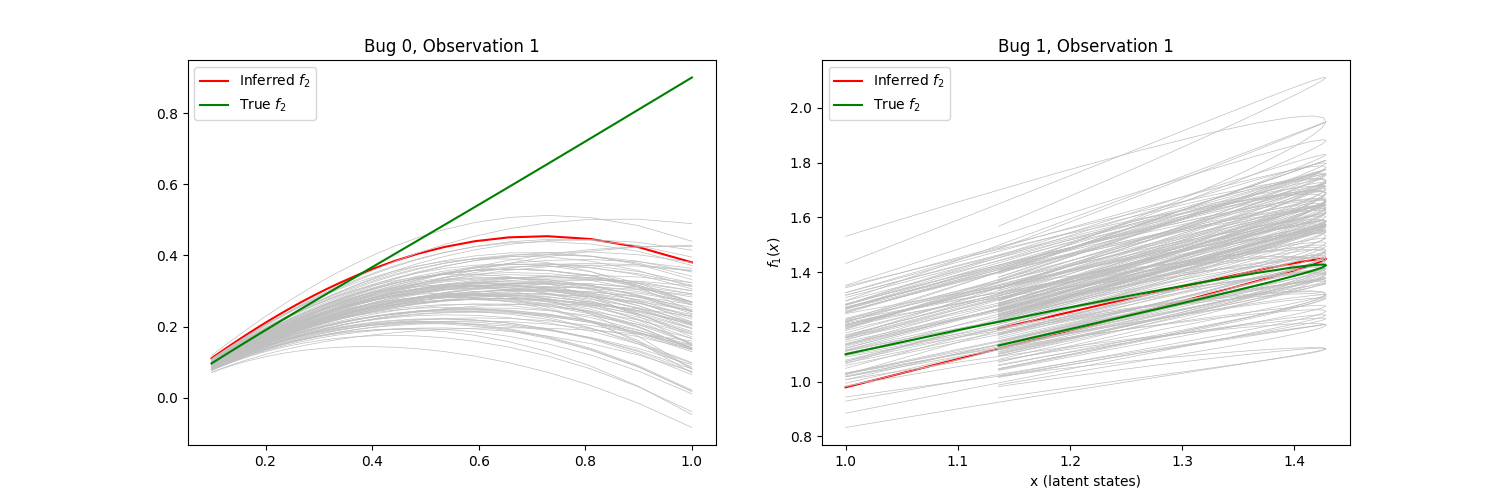 Bug 0, Observation 1
Inferred f₂
True f₂
0.8
0.6
0.4
0.2
0.0
0.2 0.4 0.6 0.8 1.0
Bug 1, Observation 1
Inferred f₂
True f₂
f₁(x)
2.0
1.8
1.6
1.4
1.2
1.0
0.8
1.0 1.1 1.2 1.3 1.4
x (latent states)